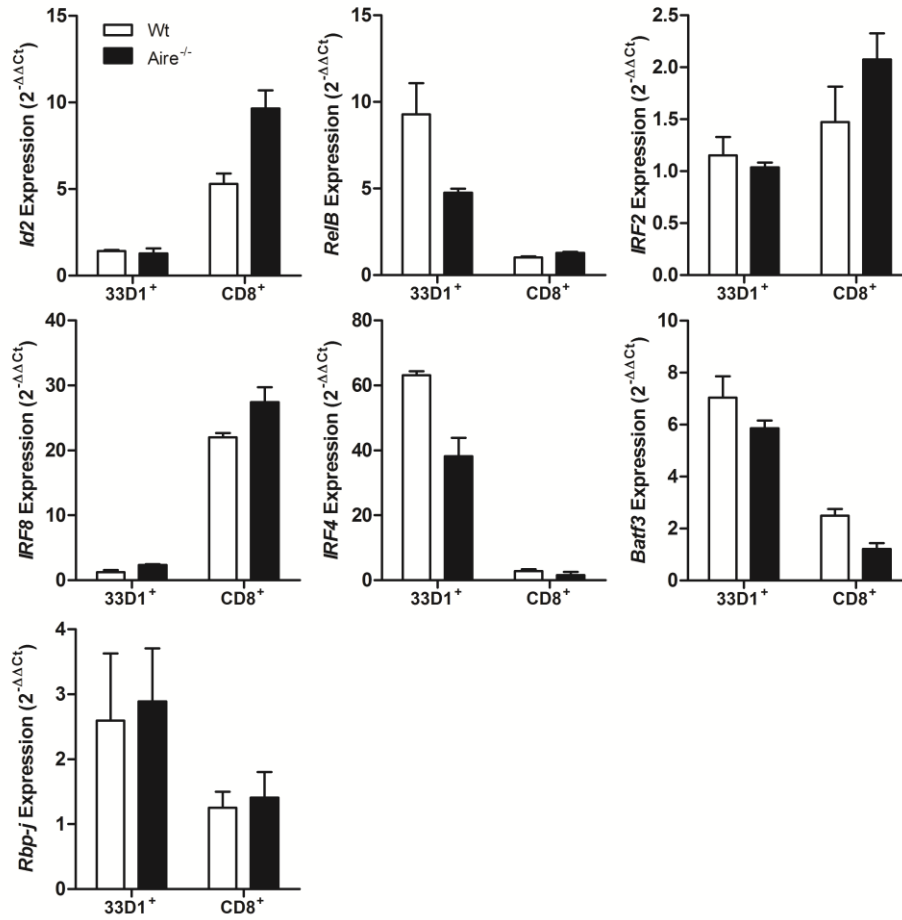 Wt
Aire⁻/⁻
Id2 Expression (2⁻ΔΔCt)
15
10
5
0
33D1⁺ CD8⁺
RelB Expression (2⁻ΔΔCt)
15
10
5
0
33D1⁺ CD8⁺
IRF2 Expression (2⁻ΔΔCt)
2.5
2.0
1.5
1.0
0.5
0.0
33D1⁺ CD8⁺
IRF8 Expression (2⁻ΔΔCt)
40
30
20
10
0
33D1⁺ CD8⁺
IRF4 Expression (2⁻ΔΔCt)
80
60
40
20
0
33D1⁺ CD8⁺
Batf3 Expression (2⁻ΔΔCt)
10
8
6
4
2
0
33D1⁺ CD8⁺
Rbp-j Expression (2⁻ΔΔCt)
4
3
2
1
0
33D1⁺ CD8⁺